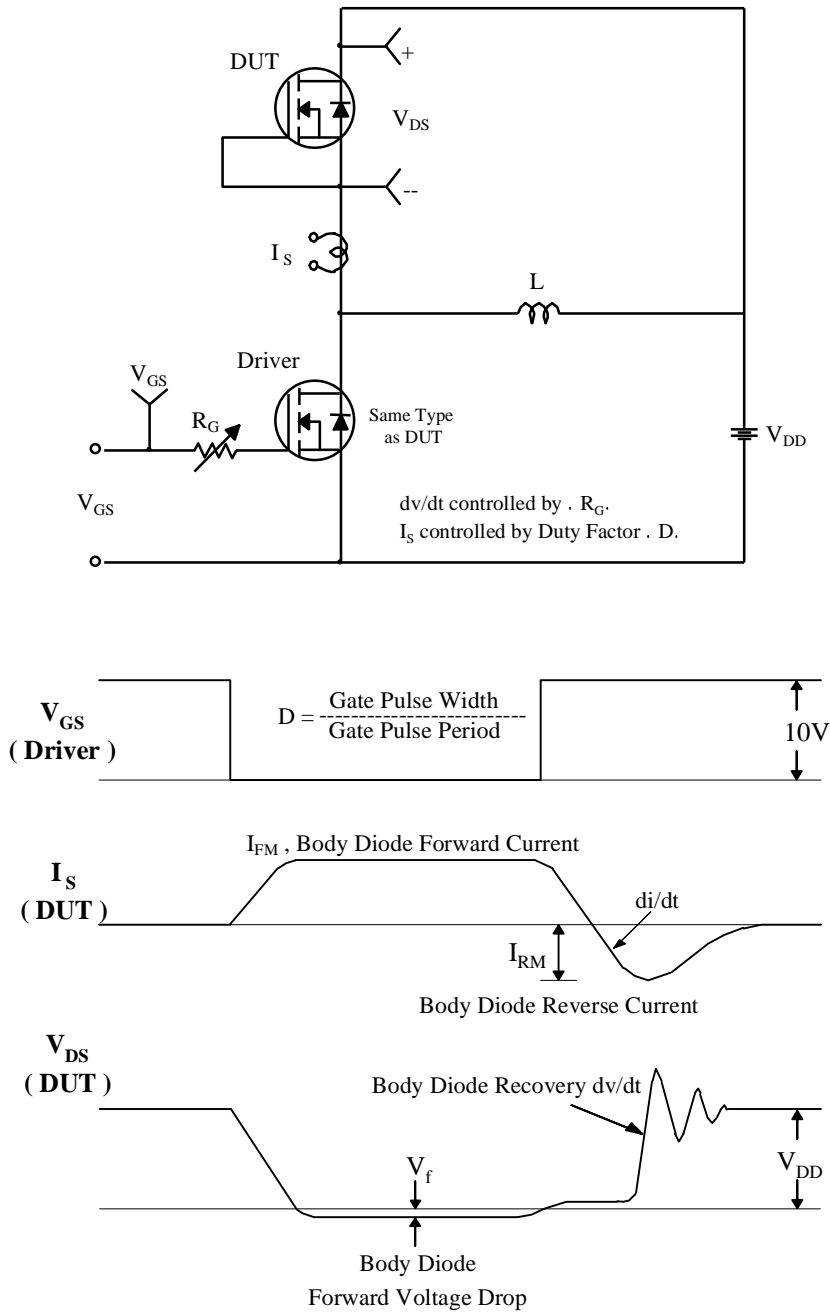 DUT
+
V_DS
--
I_S
L
Driver
V_GS
R_G
Same Type
as DUT
V_DD
V_GS
dv/dt controlled by . R_G.
I_S controlled by Duty Factor . D.
V_GS
( Driver )
D = Gate Pulse Width
--------------------------
Gate Pulse Period
10V
I_FM , Body Diode Forward Current
I_S
( DUT )
di/dt
I_RM
Body Diode Reverse Current
V_DS
( DUT )
Body Diode Recovery dv/dt
V_f
V_DD
Body Diode
Forward Voltage Drop